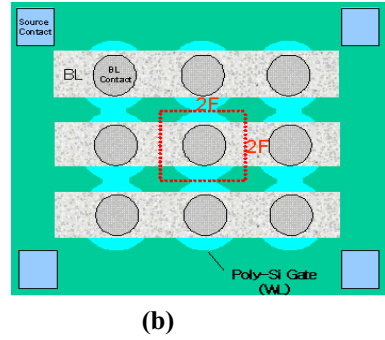 Source
Contact
BL
BL
Contact
2F
2F
Poly-Si Gate
(WL)
(b)